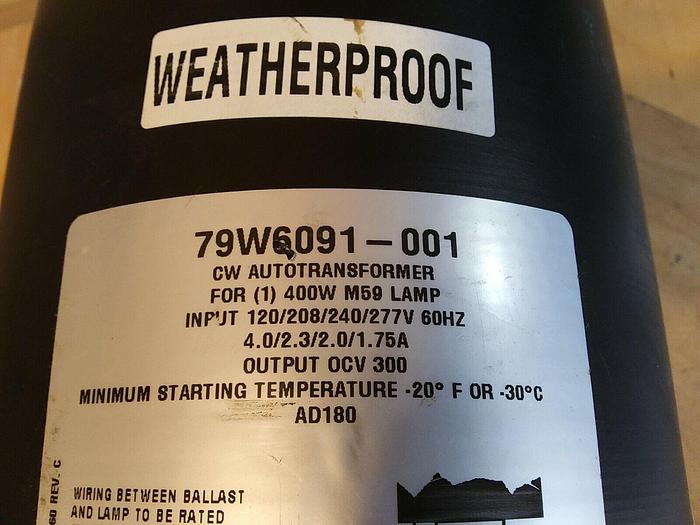 WEATHERPROOF
79W6091-001
CW AUTOTRANSFORMER
FOR (1) 400W M59 LAMP
INPUT 120/208/240/277V 60HZ
4.0/2.3/2.0/1.75A
OUTPUT OCV 300
MINIMUM STARTING TEMPERATURE -20° F OR -30°C
AD180
60 REV. C
WIRING BETWEEN BALLAST
AND LAMP TO BE RATED